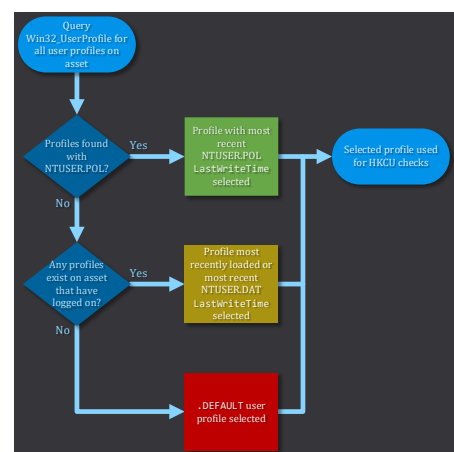 Query
Win32_UserProfile for
all user profiles on
asset
Profiles found
with
NTUSER.POL?
Yes
Profile with most
recent
NTUSER.POL
LastWriteTime
selected
Selected profile used
for HKCU checks
No
Any profiles
exist on asset
that have
logged on?
Yes
Profile most
recently loaded or
most recent
NTUSER.DAT
LastWriteTime
selected
No
.DEFAULT user
profile selected